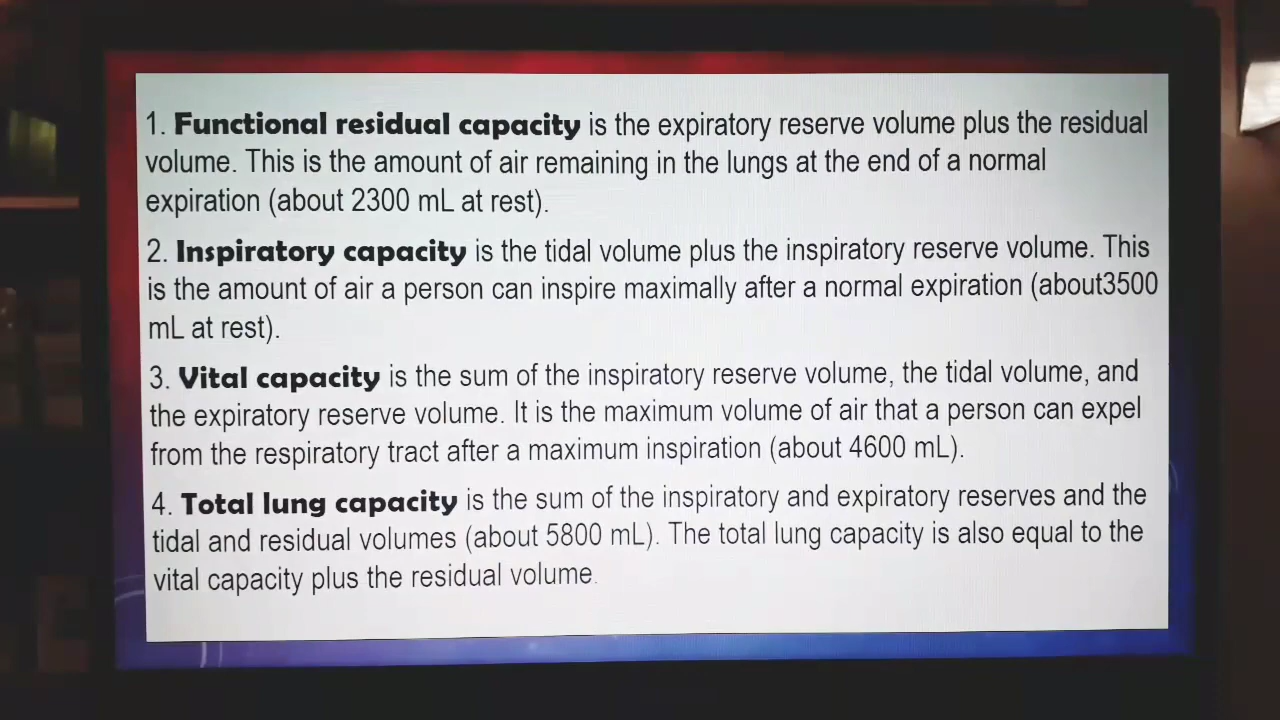 1. Functional residual capacity is the expiratory reserve volume plus the residual
volume. This is the amount of air remaining in the lungs at the end of a normal
expiration (about 2300 mL at rest).
2. Inspiratory capacity is the tidal volume plus the inspiratory reserve volume. This
is the amount of air a person can inspire maximally after a normal expiration (about3500
mL at rest).
3. Vital capacity is the sum of the inspiratory reserve volume, the tidal volume, and
the expiratory reserve volume. It is the maximum volume of air that a person can expel
from the respiratory tract after a maximum inspiration (about 4600 mL).
4. Total lung capacity is the sum of the inspiratory and expiratory reserves and the
tidal and residual volumes (about 5800 mL). The total lung capacity is also equal to the
vital capacity plus the residual volume.